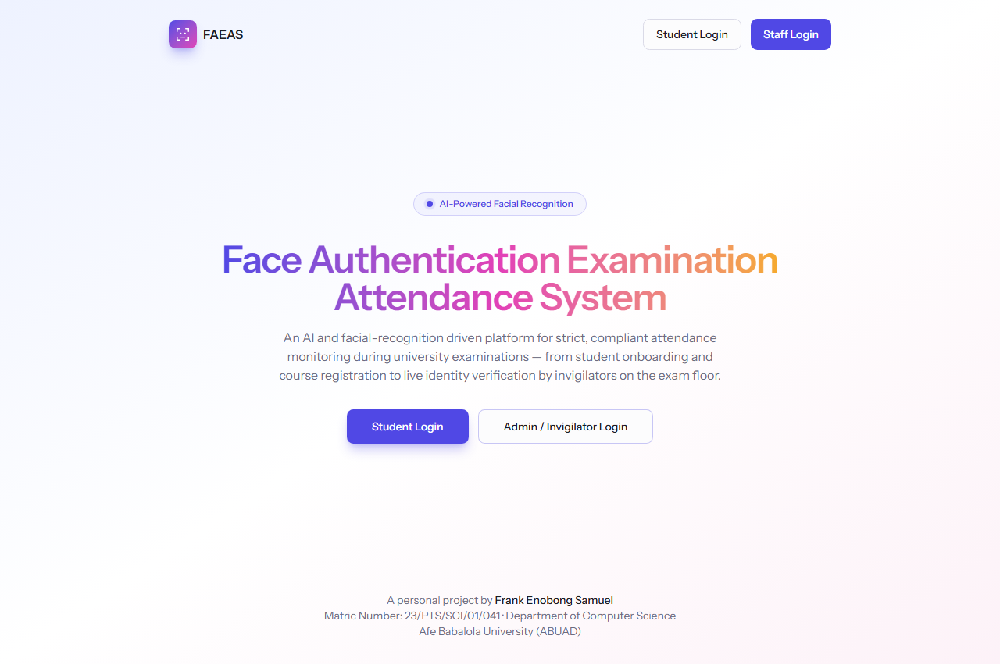 FAEAS
Student Login
Staff Login
AI-Powered Facial Recognition
Face Authentication Examination
Attendance System
An AI and facial-recognition driven platform for strict, compliant attendance
monitoring during university examinations — from student onboarding and
course registration to live identity verification by invigilators on the exam floor.
Student Login
Admin / Invigilator Login
A personal project by Frank Enobong Samuel
Matric Number: 23/PTS/SCI/01/041 · Department of Computer Science
Afe Babalola University (ABUAD)